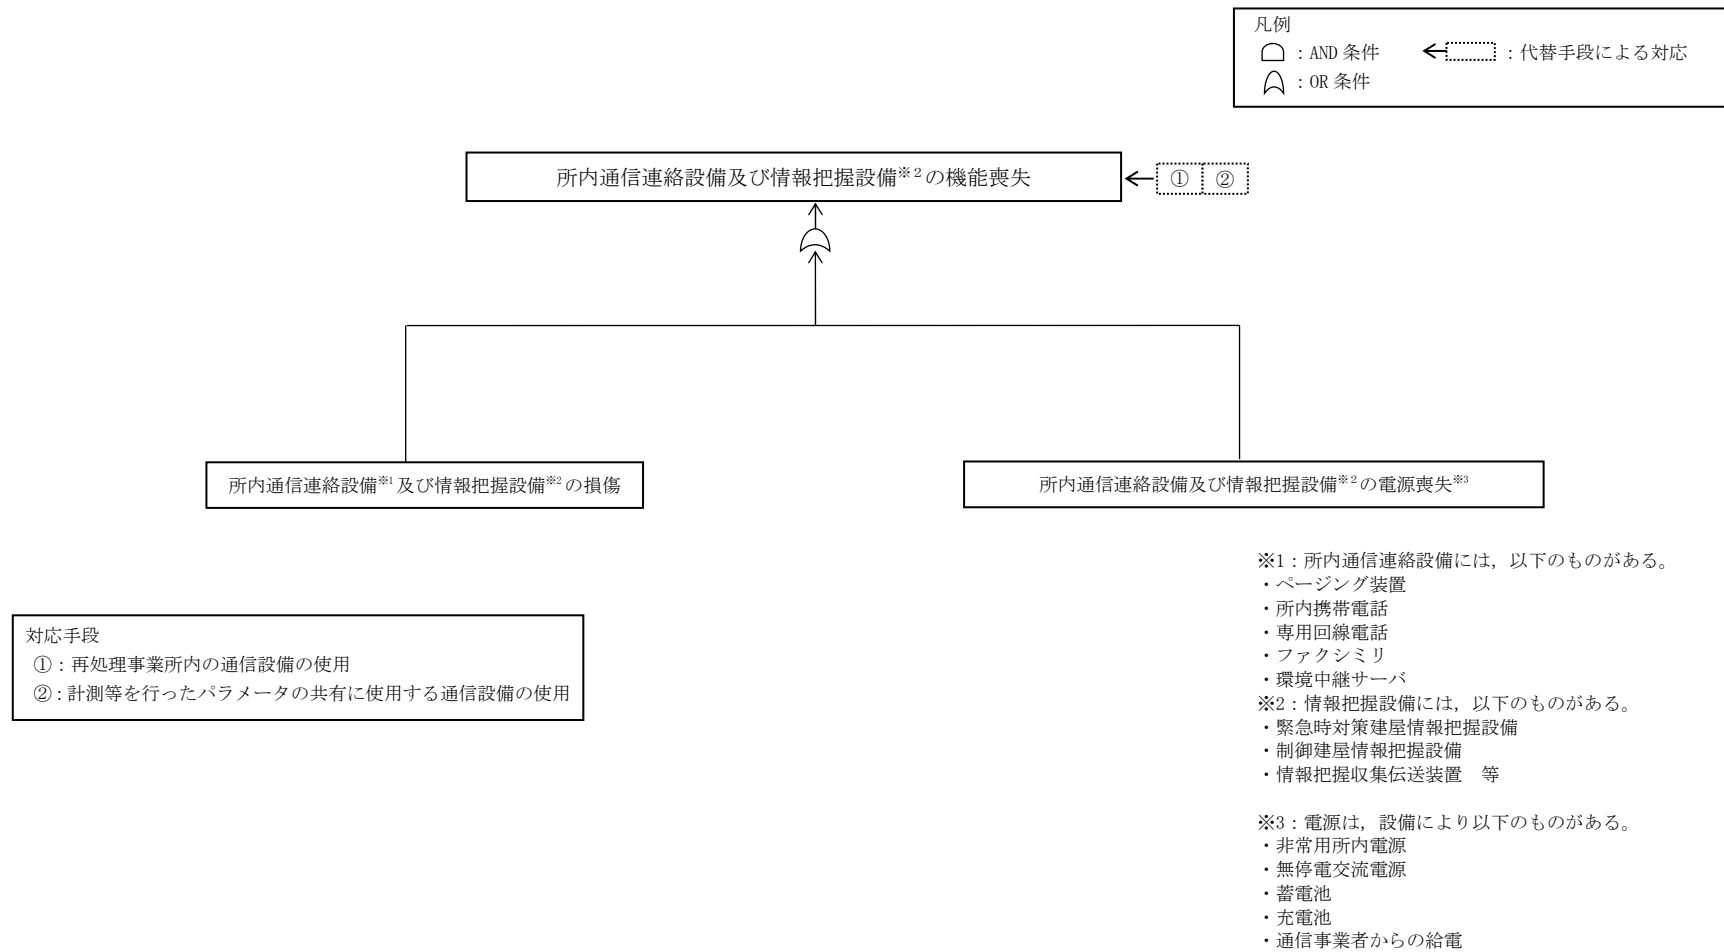 凡例
：AND 条件
：代替手段による対応
：OR 条件
所内通信連絡設備及び情報把握設備※２の機能喪失
① ②
所内通信連絡設備※1及び情報把握設備※2の損傷
所内通信連絡設備及び情報把握設備※２の電源喪失※3
対応手段
①：再処理事業所内の通信設備の使用
②：計測等を行ったパラメータの共有に使用する通信設備の使用
※1：所内通信連絡設備には，以下のものがある。
・ページング装置
・所内携帯電話
・専用回線電話
・ファクシミリ
・環境中継サーバ
※2：情報把握設備には，以下のものがある。
・緊急時対策建屋情報把握設備
・制御建屋情報把握設備
・情報把握収集伝送装置　等
※3：電源は，設備により以下のものがある。
・非常用所内電源
・無停電交流電源
・蓄電池
・充電池
・通信事業者からの給電